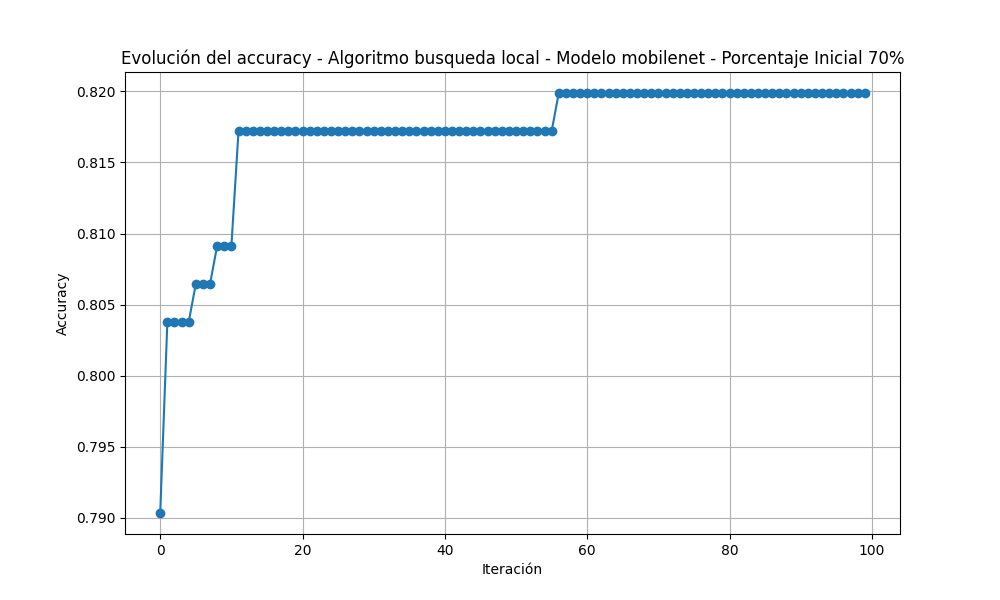 Evolución del accuracy - Algoritmo busqueda local - Modelo mobilenet - Porcentaje Inicial 70%
0.820
0.815
0.810
0.805
0.800
0.795
0.790
Accuracy
0 20 40 60 80 100
Iteración